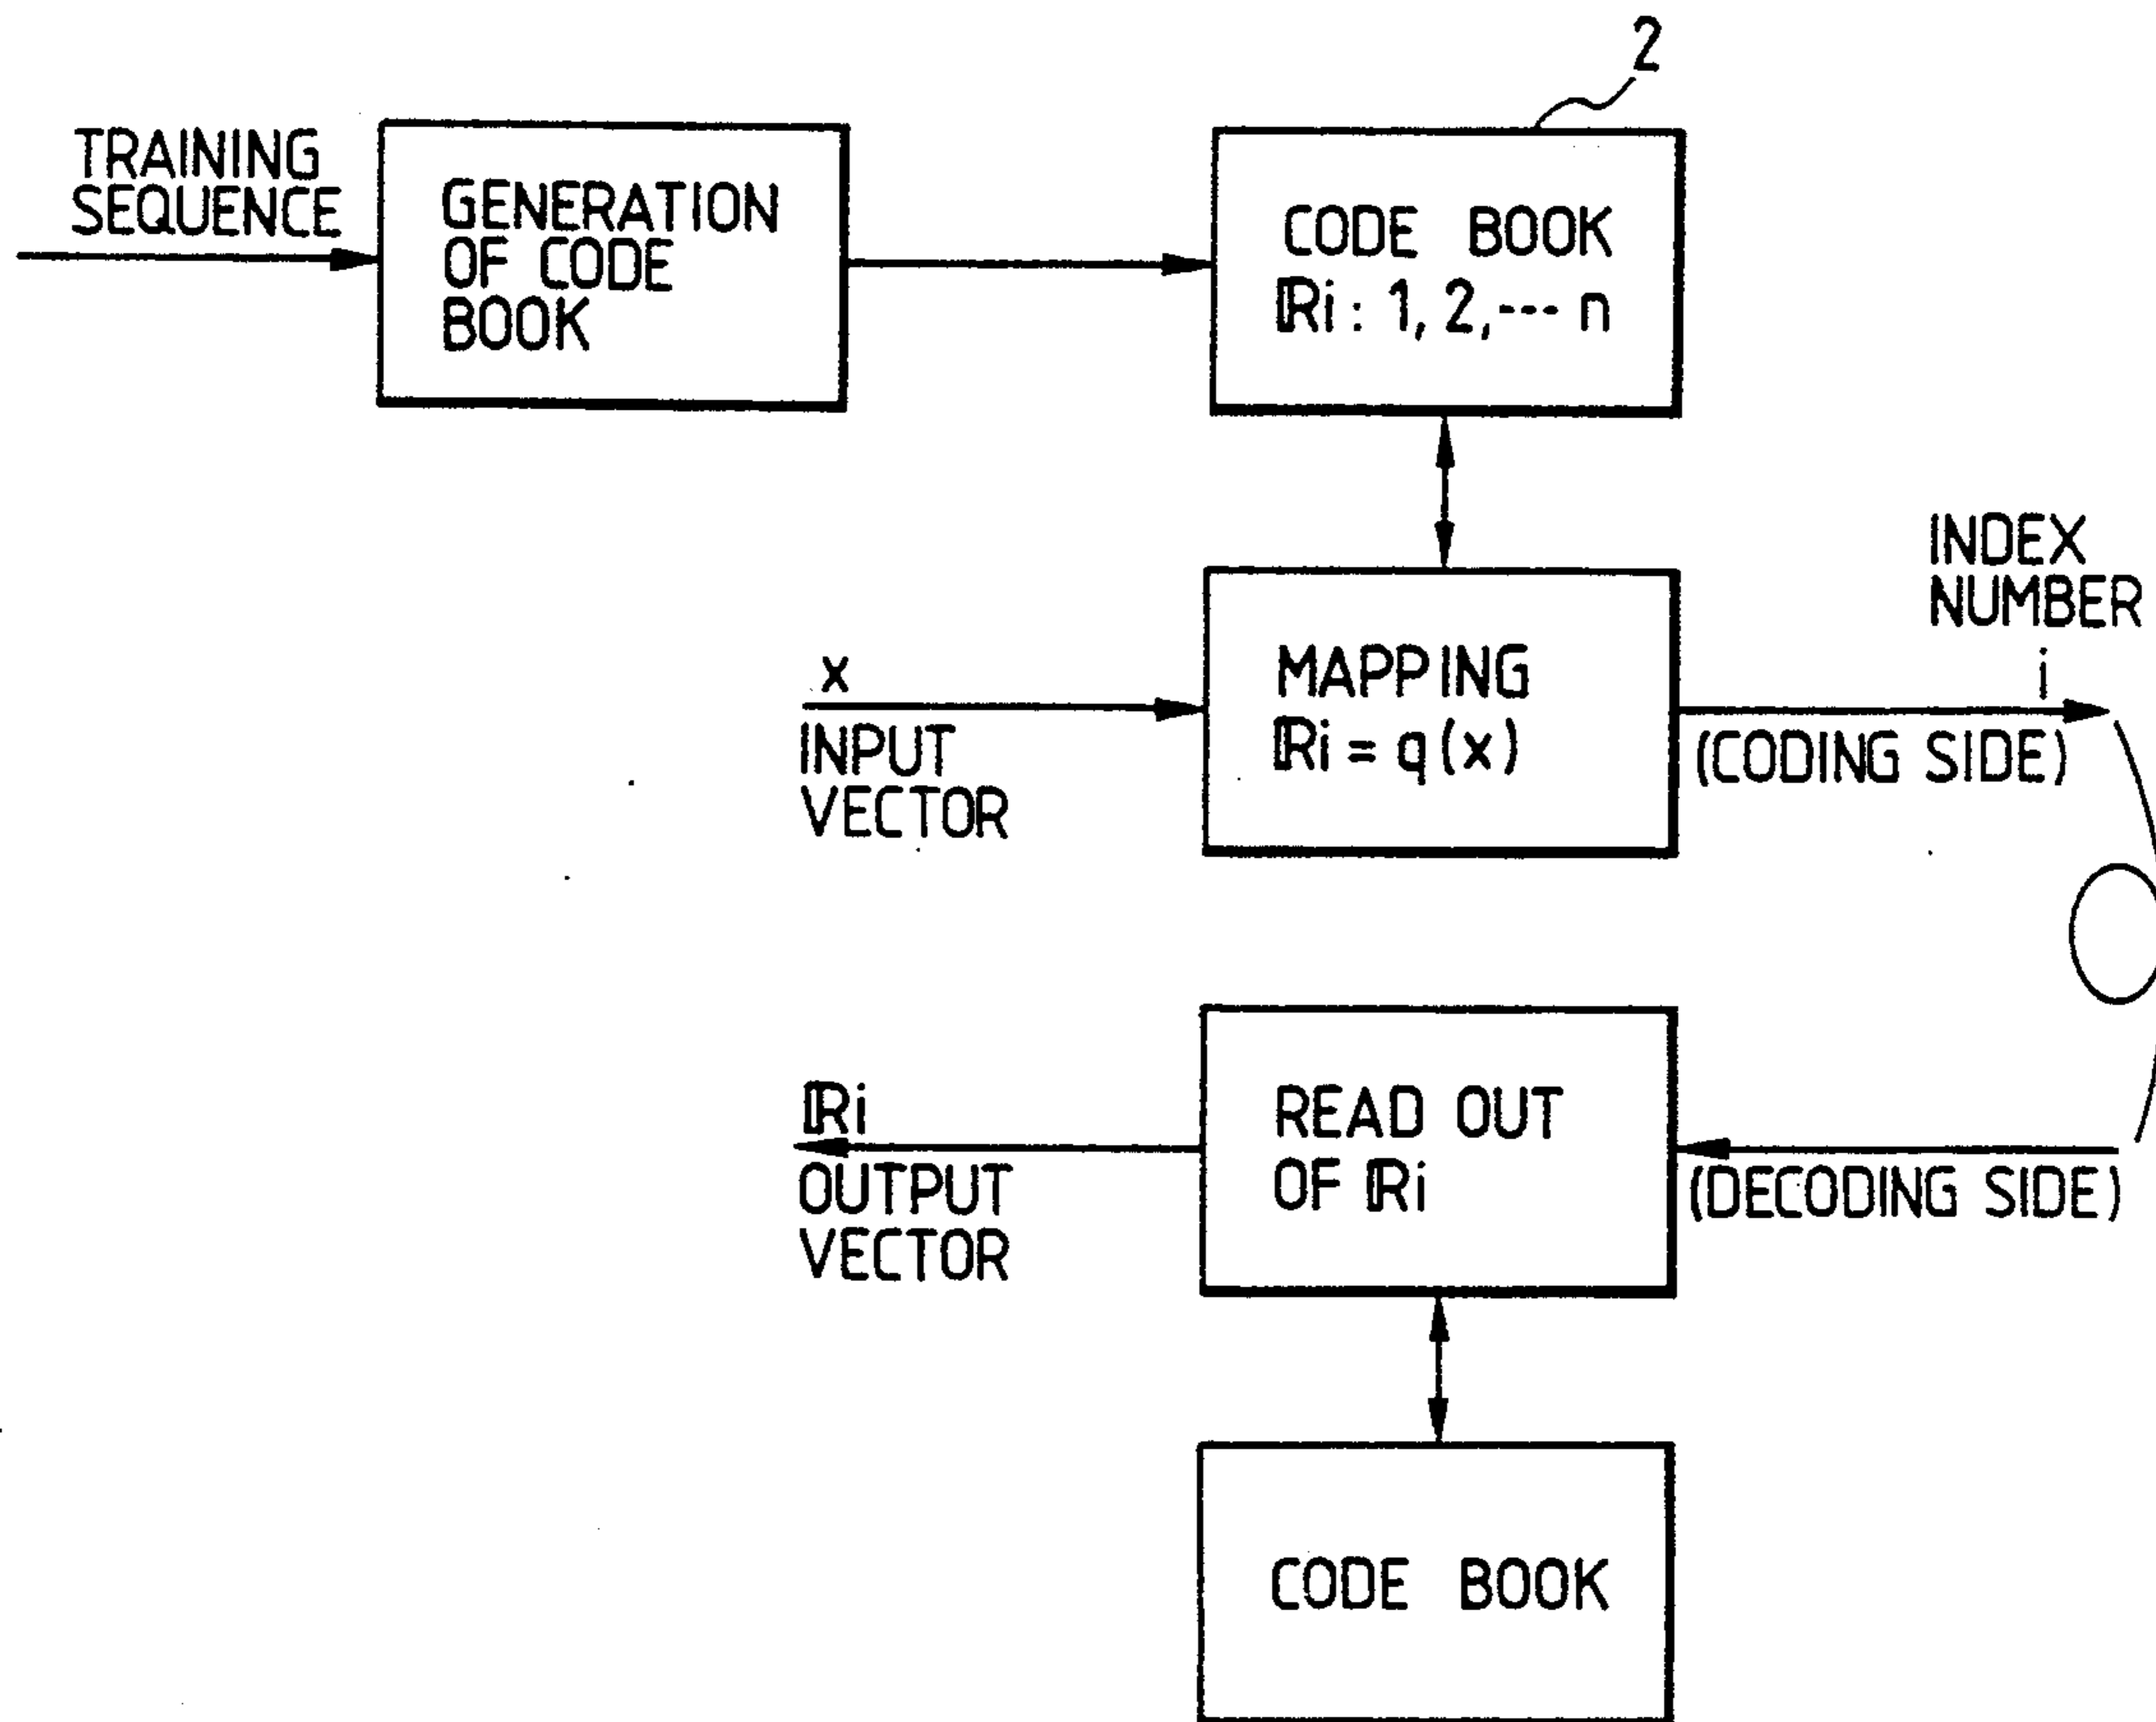 2
TRAINING
SEQUENCE
GENERATION
OF CODE
BOOK
CODE BOOK
ℝi : 1, 2, --- n
INDEX
NUMBER
i
x
INPUT
VECTOR
MAPPING
ℝi = q (x)
(CODING SIDE)
ℝi
OUTPUT
VECTOR
READ OUT
OF ℝi
(DECODING SIDE)
CODE BOOK